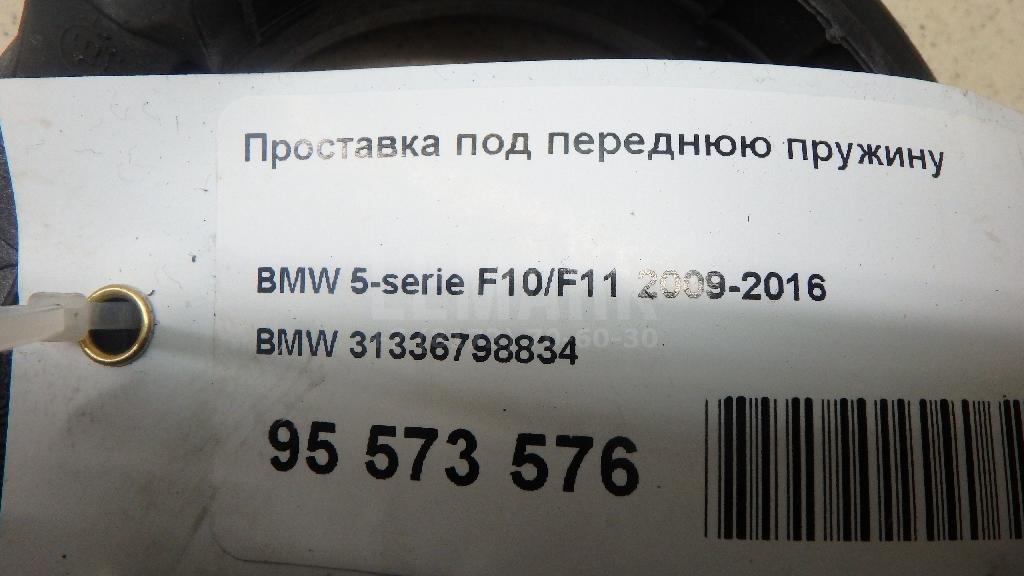 Проставка под переднюю пружину
BMW 5-serie F10/F11 2009-2016
BMW 31336798834
95 573 576